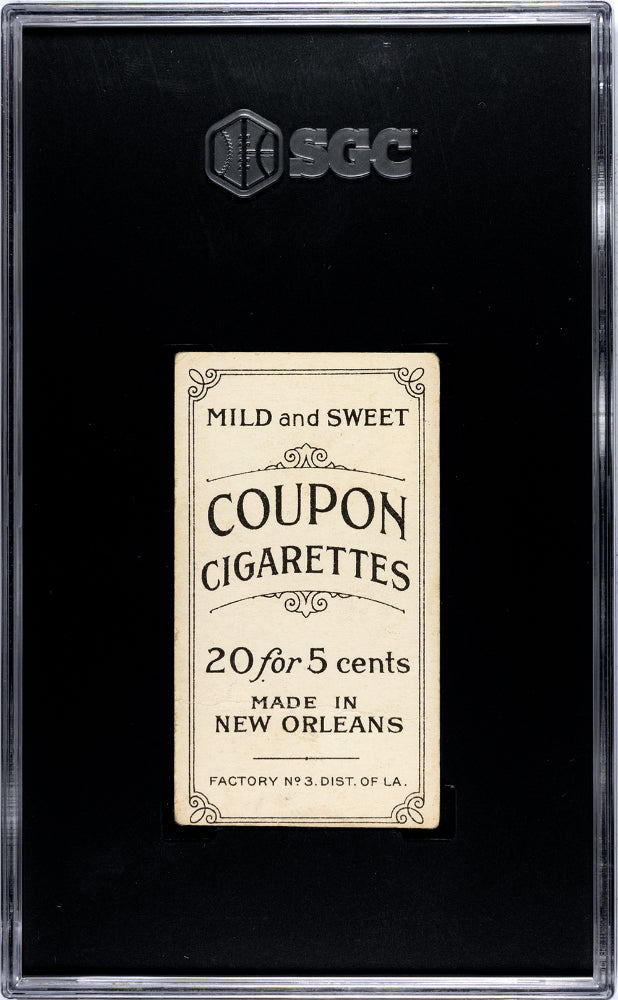 SGC
MILD and SWEET
COUPON
CIGARETTES
20 for 5 cents
MADE IN
NEW ORLEANS
FACTORY Nº 3. DIST. OF LA.